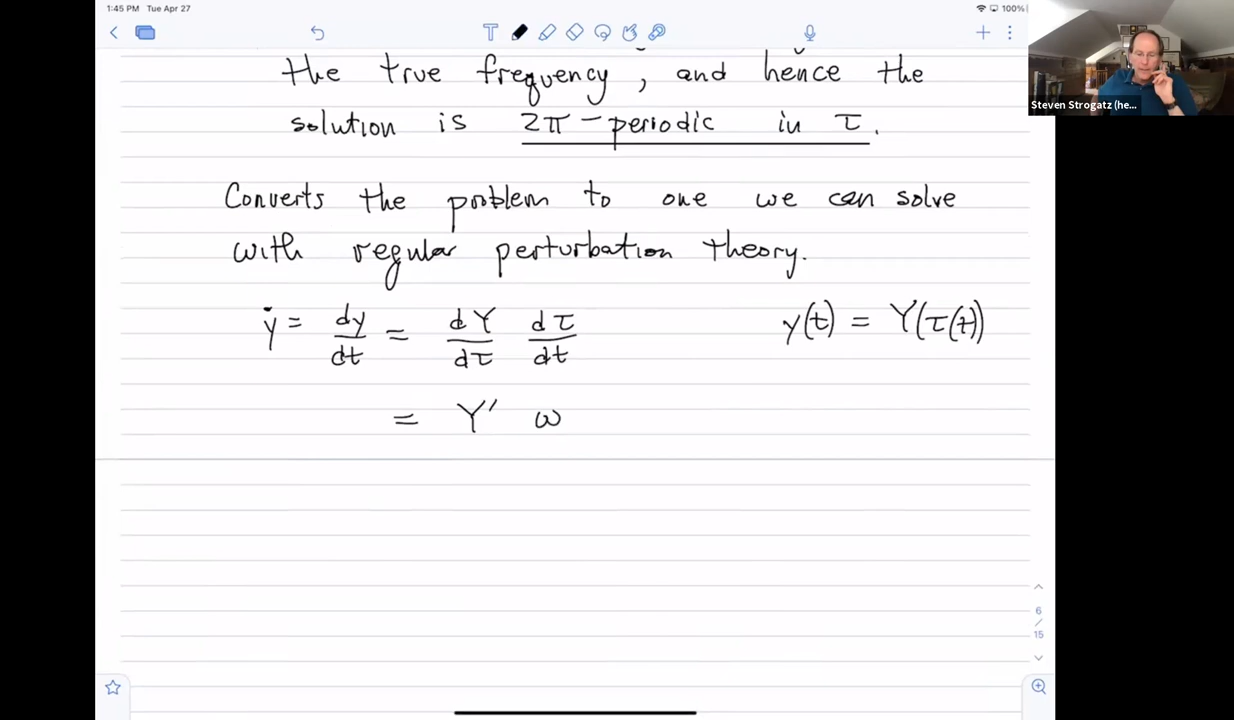 1:45 PM Tue Apr 27
100%
the true frequency, and hence the
solution is 2π-periodic in τ.
Converts the problem to one we can solve
with regular perturbation theory.
ẏ = dy/dt = dY/dτ dτ/dt y(t) = Y(τ(t))
= Y′ ω
6
/
15
Steven Strogatz (he...